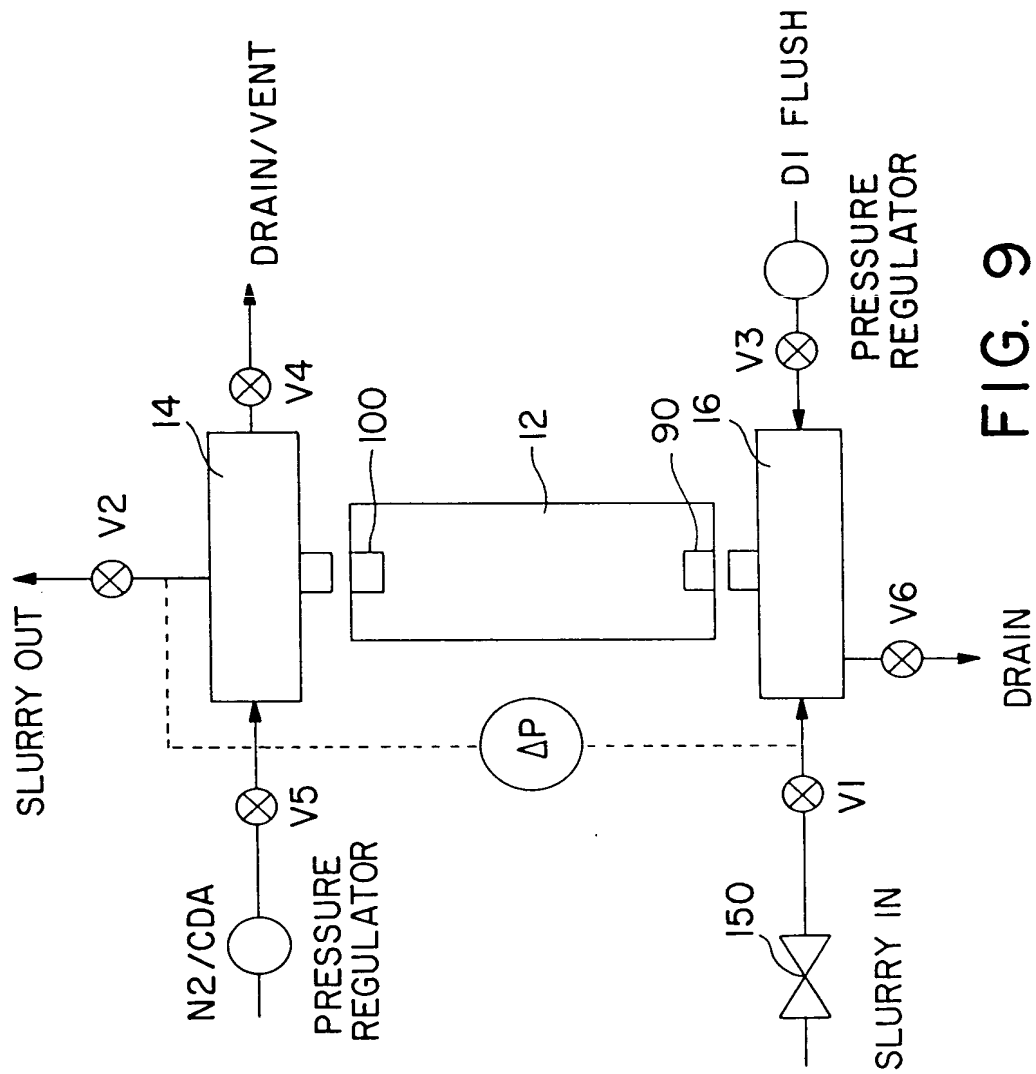 SLURRY OUT
V2
14
V4
DRAIN/VENT
N2/CDA
V5
PRESSURE
REGULATOR
100
12
ΔP
90
16
V3
DI FLUSH
PRESSURE
REGULATOR
150
V1
V6
SLURRY IN
DRAIN
FIG. 9